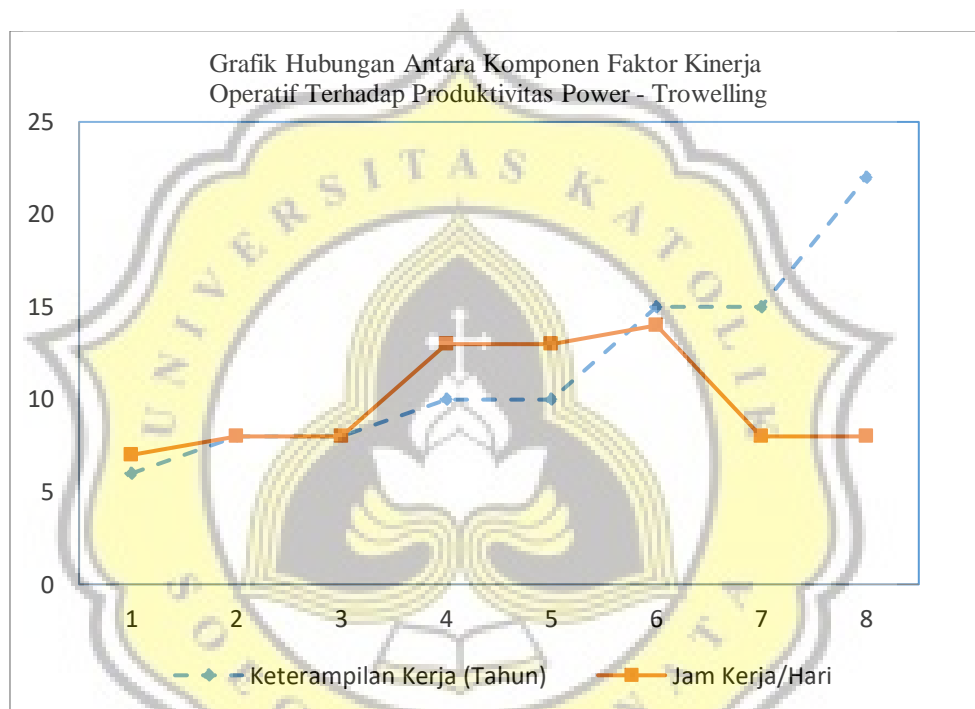 Grafik Hubungan Antara Komponen Faktor Kinerja
Operatif Terhadap Produktivitas Power - Trowelling
25
20
15
10
5
0
1 2 3 4 5 6 7 8
Keterampilan Kerja (Tahun) Jam Kerja/Hari
UNIVERSITAS KATOLIK